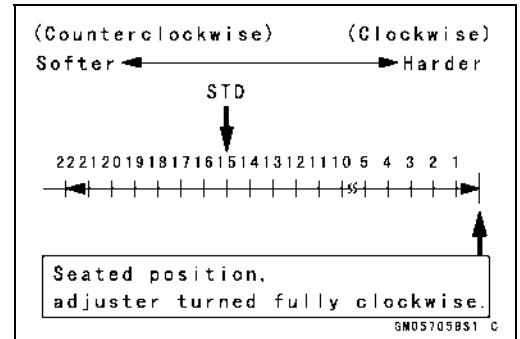 (Counterclockwise) (Clockwise)
Softer Harder
STD
22 21 20 19 18 17 16 15 14 13 12 11 10 5 4 3 2 1
Seated position,
adjuster turned fully clockwise.
GM05705BS1 C